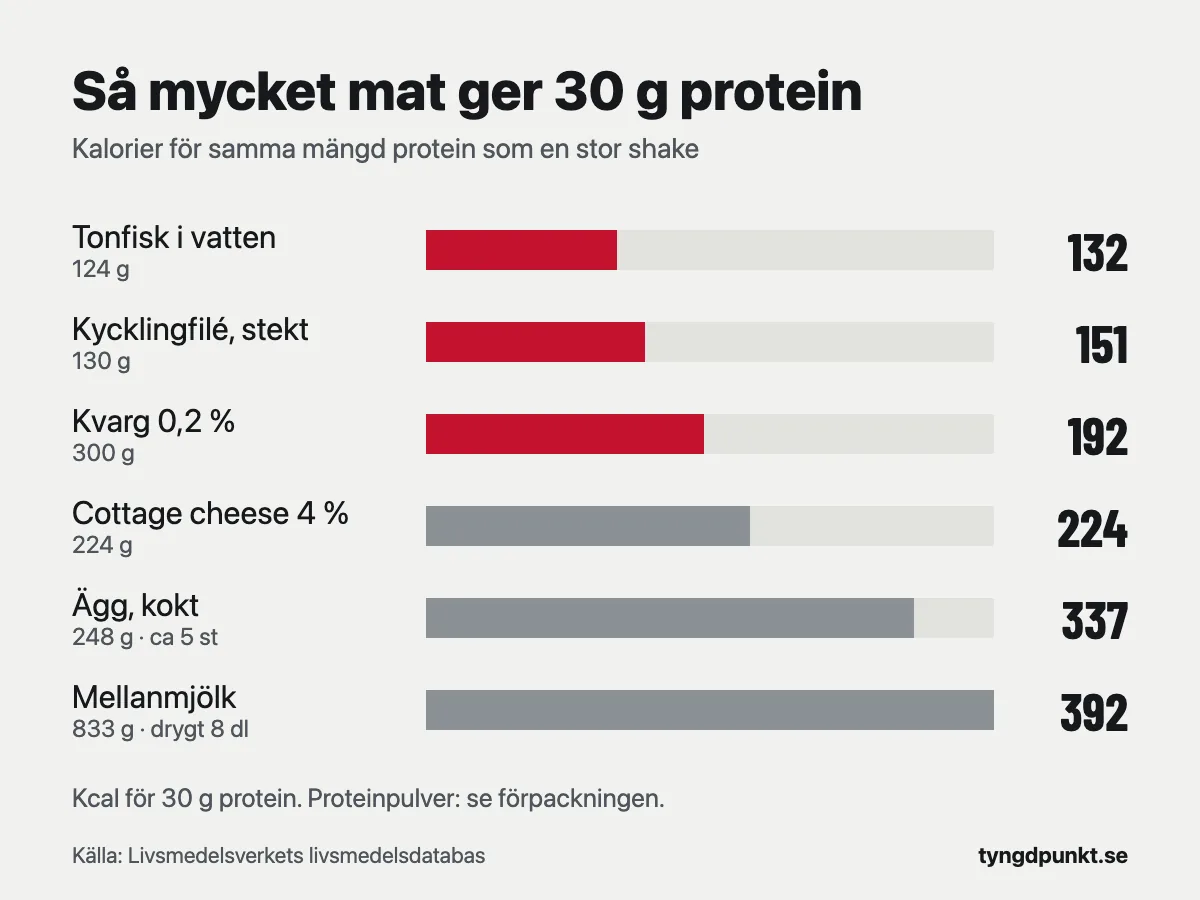 Så mycket mat ger 30 g protein
Kalorier för samma mängd protein som en stor shake
Tonfisk i vatten
124 g
132
Kycklingfilé, stekt
130 g
151
Kvarg 0,2 %
300 g
192
Cottage cheese 4 %
224 g
224
Ägg, kokt
248 g · ca 5 st
337
Mellanmjölk
833 g · drygt 8 dl
392
Kcal för 30 g protein. Proteinpulver: se förpackningen.
Källa: Livsmedelsverkets livsmedelsdatabas
tyngdpunkt.se